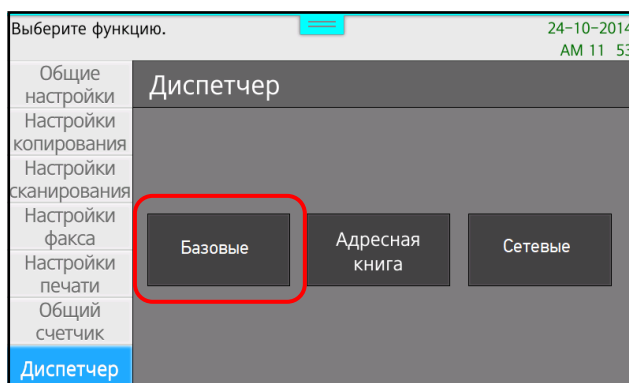 Выберите функцию.
24-10-2014
AM 11 53
Общие
настройки
Настройки
копирования
Настройки
сканирования
Настройки
факса
Настройки
печати
Общий
счетчик
Диспетчер
Диспетчер
Базовые
Адресная
книга
Сетевые